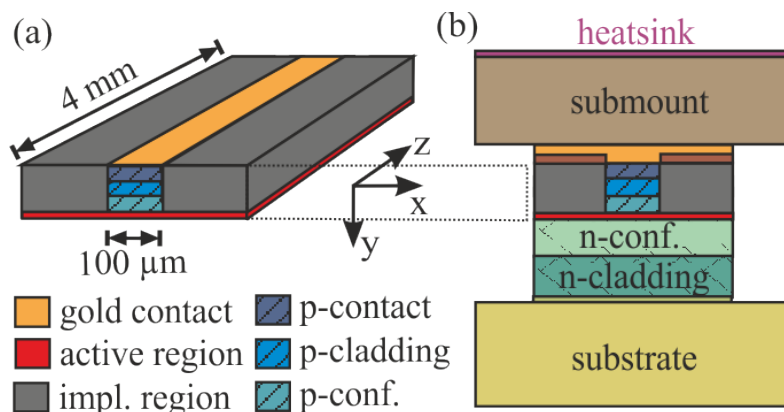 (a)
4 mm
z
x
y
100 µm
gold contact
p-contact
active region
p-cladding
impl. region
p-conf.
(b)
heatsink
submount
n-conf.
n-cladding
substrate